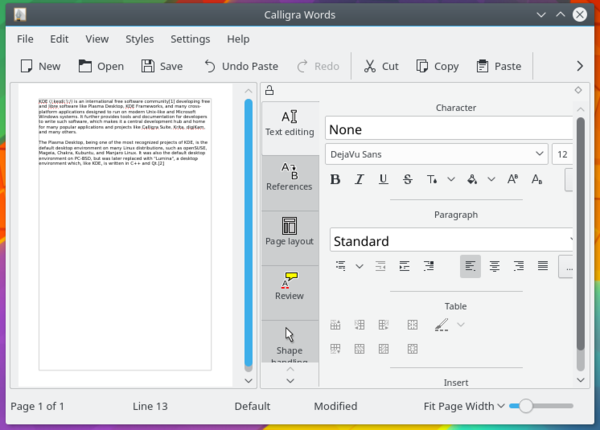 Calligra Words
File Edit View Styles Settings Help
New Open Save Undo Paste Redo Cut Copy Paste
KDE (/ˌkeɪdiːˈiː/) is an international free software community[1] developing free
and libre software like Plasma Desktop, KDE Frameworks, and many cross-
platform applications designed to run on modern Unix-like and Microsoft
Windows systems. It further provides tools and documentation for developers
to write such software, which makes it a central development hub and home
for many popular applications and projects like Calligra Suite, Krita, digiKam,
and many others.
The Plasma Desktop, being one of the most recognized projects of KDE, is the
default desktop environment on many Linux distributions, such as openSUSE,
Mageia, Chakra, Kubuntu, and Manjaro Linux. It was also the default desktop
environment on PC-BSD, but was later replaced with "Lumina", a desktop
environment which, like KDE, is written in C++ and Qt.[2]
Text editing
References
Page layout
Review
Shape
handling
Character
None
DejaVu Sans 12
B I U S
Paragraph
Standard
...
Table
Insert
Page 1 of 1 Line 13 Default Modified Fit Page Width